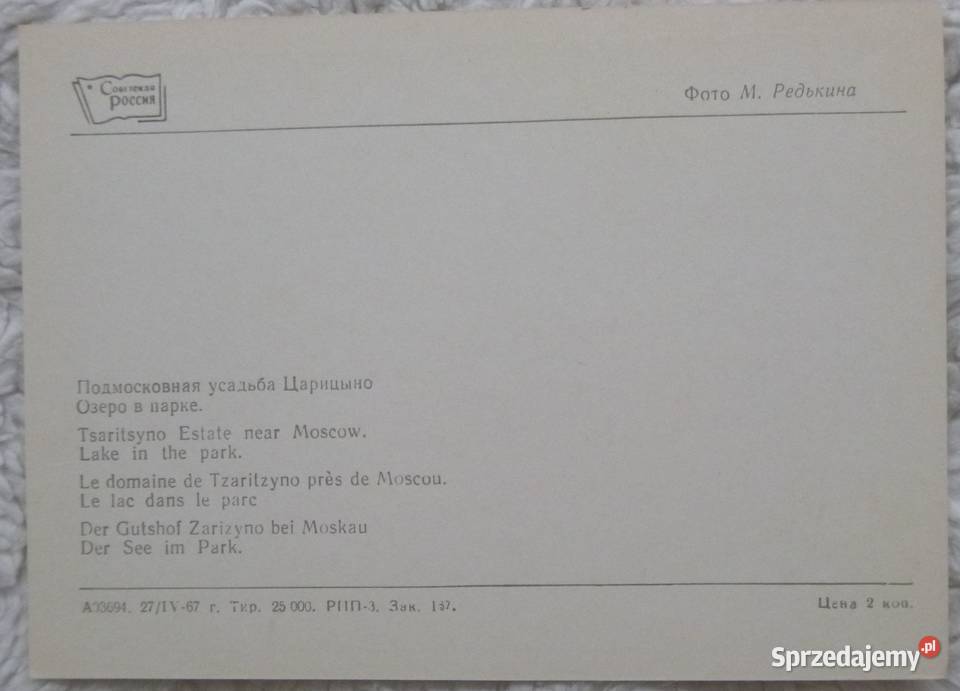 Советская
Россия
Фото М. Редькина
Подмосковная усадьба Царицыно
Озеро в парке.
Tsaritsyno Estate near Moscow.
Lake in the park.
Le domaine de Tzaritzyno près de Moscou.
Le lac dans le parc
Der Gutshof Zarizyno bei Moskau
Der See im Park.
А03694. 27/IV-67 г. Тир. 25 000. РПП-3. Зак.
Цена 2 коп.
Sprzedajemy.pl